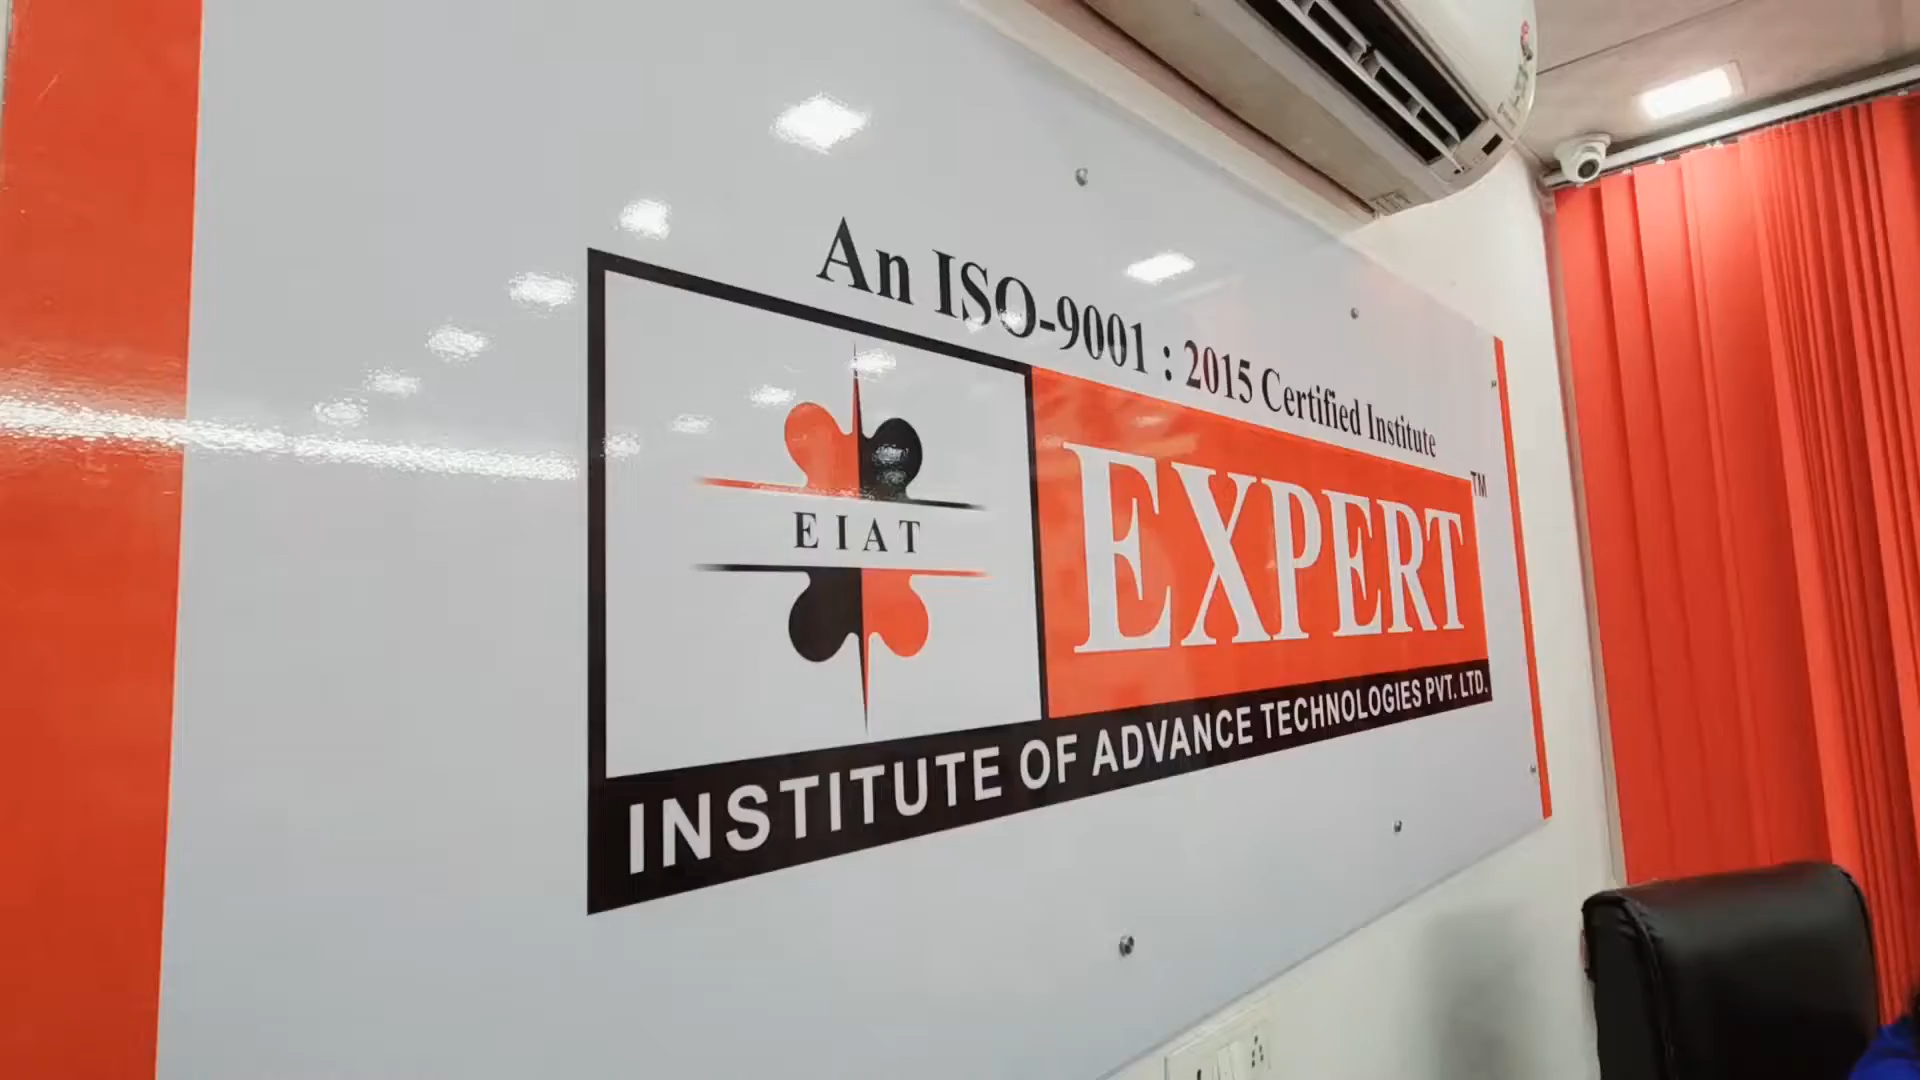 An ISO-9001 : 2015 Certified Institute
EIAT
EXPERT™
INSTITUTE OF ADVANCE TECHNOLOGIES PVT. LTD.